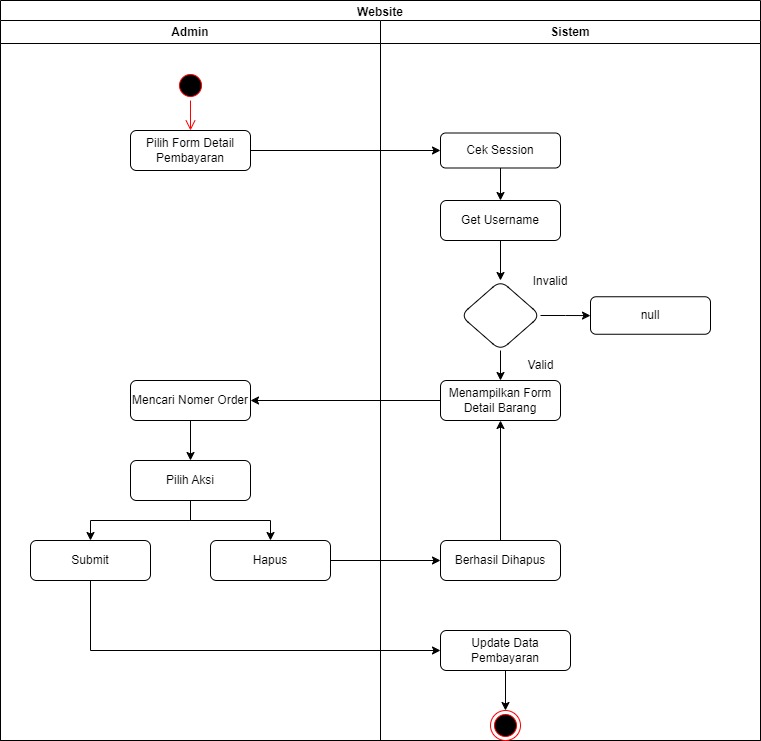 Website
Admin
Sistem
Pilih Form Detail
Pembayaran
Cek Session
Get Username
Invalid
null
Valid
Mencari Nomer Order
Menampilkan Form
Detail Barang
Pilih Aksi
Submit
Hapus
Berhasil Dihapus
Update Data
Pembayaran